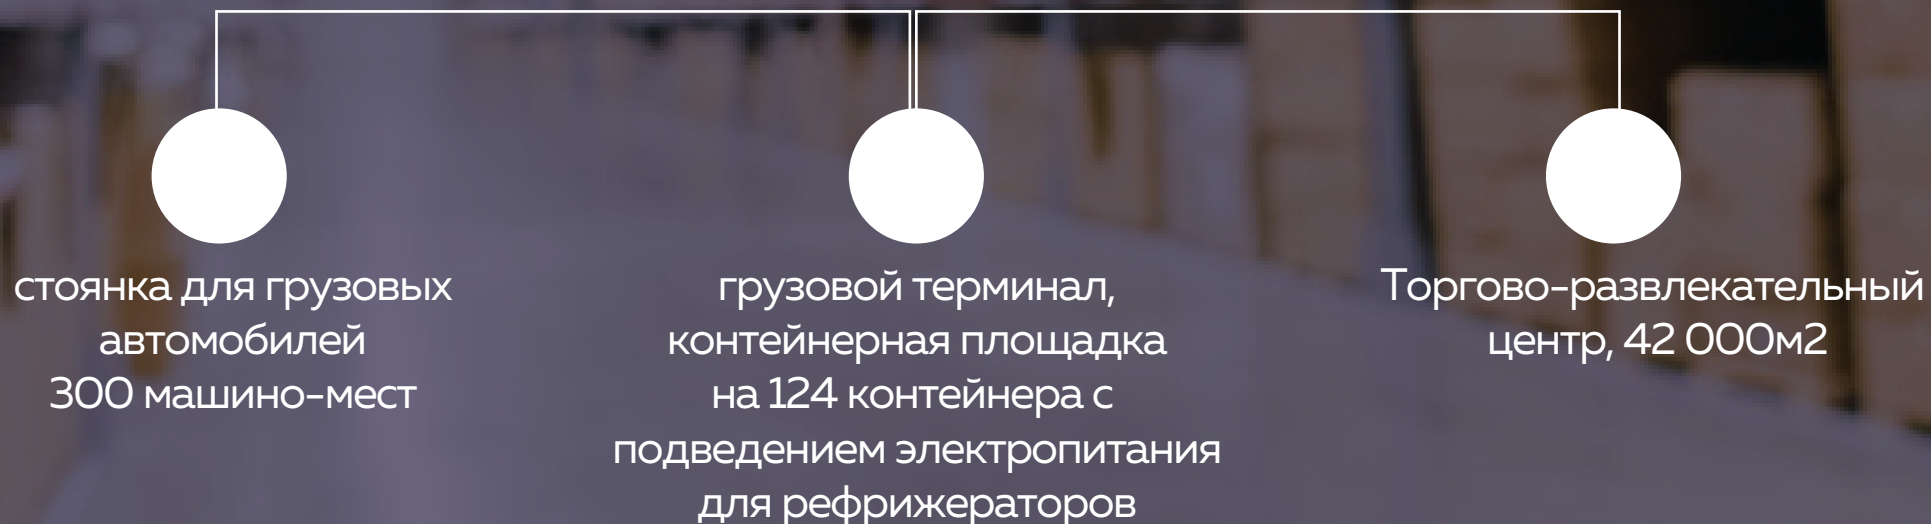 стоянка для грузовых
автомобилей
300 машино-мест
грузовой терминал,
контейнерная площадка
на 124 контейнера с
подведением электропитания
для рефрижераторов
Торгово-развлекательный
центр, 42 000м2